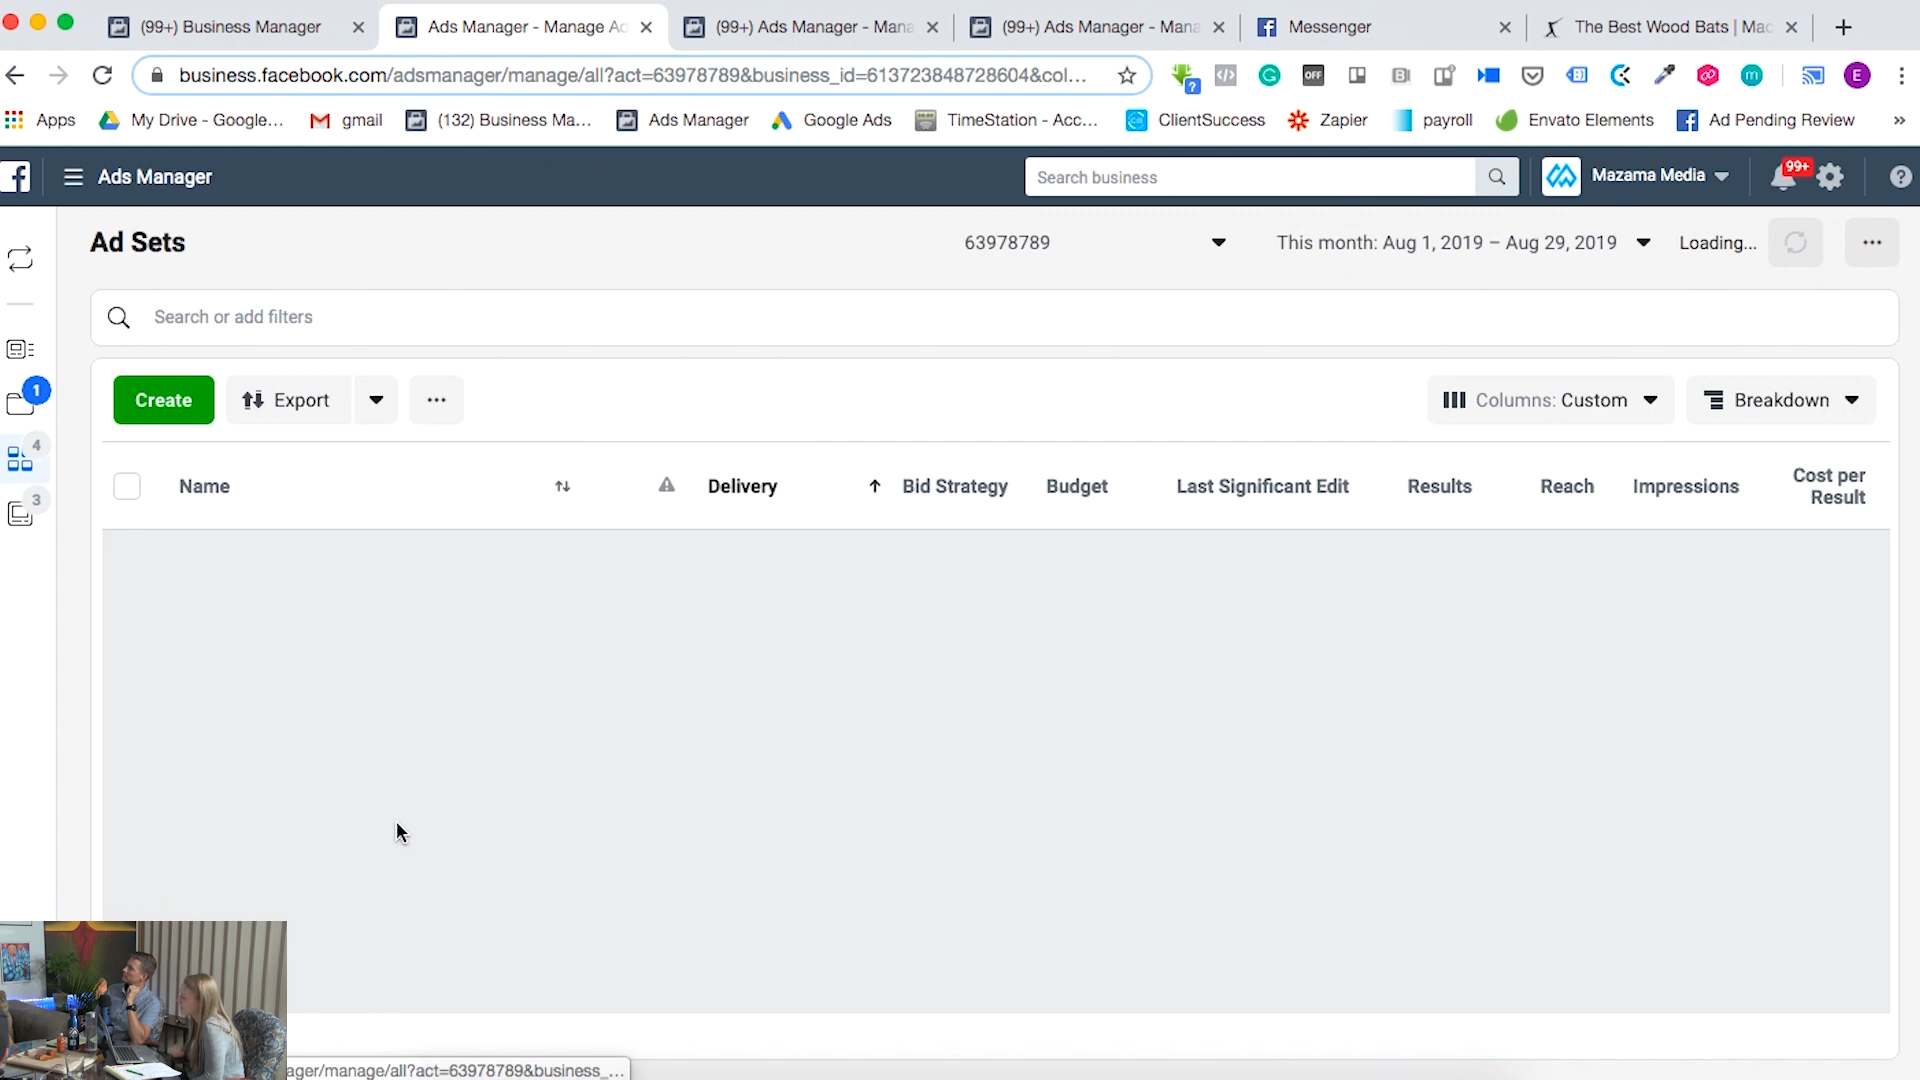 (99+) Business Manager
Ads Manager - Manage Ad
(99+) Ads Manager - Mana
(99+) Ads Manager - Mana
Messenger
The Best Wood Bats | Mac
business.facebook.com/adsmanager/manage/all?act=63978789&business_id=613723848728604&col...
OFF
?
m
E
Apps
My Drive - Google...
gmail
(132) Business Ma...
Ads Manager
Google Ads
TimeStation - Acc...
ClientSuccess
Zapier
payroll
Envato Elements
Ad Pending Review
»
Ads Manager
Search business
Mazama Media
99+
?
Ad Sets
63978789
This month: Aug 1, 2019 – Aug 29, 2019
Loading...
Search or add filters
1
4
3
Create
Export
Columns: Custom
Breakdown
Name
Delivery
Bid Strategy
Budget
Last Significant Edit
Results
Reach
Impressions
Cost per
Result
ager/manage/all?act=63978789&business_...